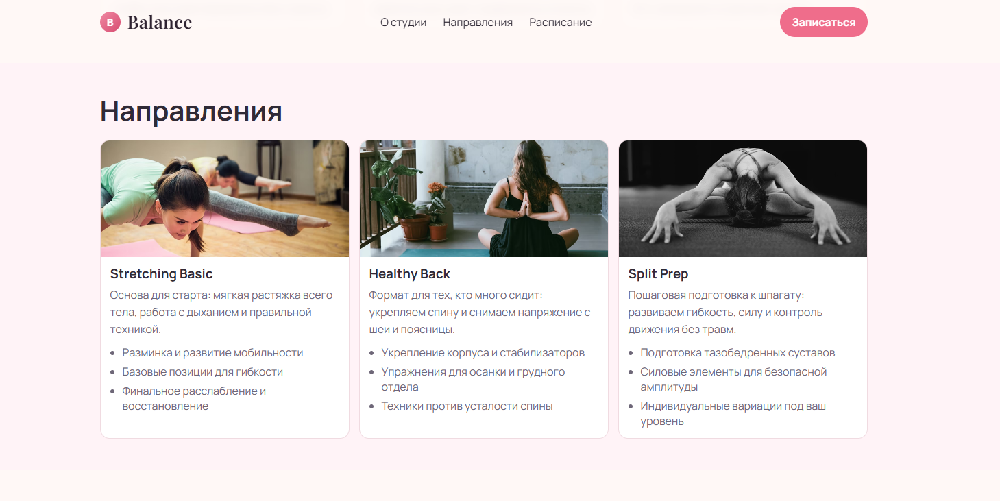 B Balance
О студии Направления Расписание
Записаться
Направления
Stretching Basic
Основа для старта: мягкая растяжка всего
тела, работа с дыханием и правильной
техникой.
Разминка и развитие мобильности
Базовые позиции для гибкости
Финальное расслабление и
восстановление
Healthy Back
Формат для тех, кто много сидит:
укрепляем спину и снимаем напряжение с
шеи и поясницы.
Укрепление корпуса и стабилизаторов
Упражнения для осанки и грудного
отдела
Техники против усталости спины
Split Prep
Пошаговая подготовка к шпагату:
развиваем гибкость, силу и контроль
движения без травм.
Подготовка тазобедренных суставов
Силовые элементы для безопасной
амплитуды
Индивидуальные вариации под ваш
уровень